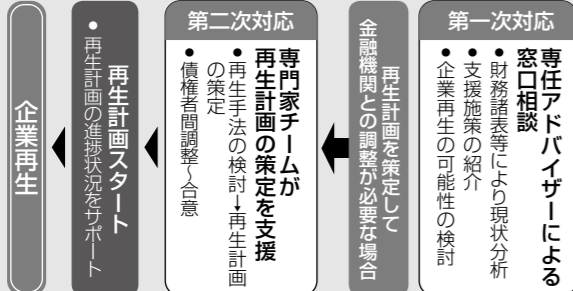 第一次対応
専任アドバイザーによる
窓口相談
● 財務諸表等により現状分析
● 支援施策の紹介
● 企業再生の可能性の検討
再生計画を策定して
金融機関との調整が必要な場合
第二次対応
専門家チームが
再生計画の策定を支援
● 再生手法の検討→再生計画
の策定
● 債権者間調整~合意
再生計画スタート
● 再生計画の進捗状況をサポート
企業再生